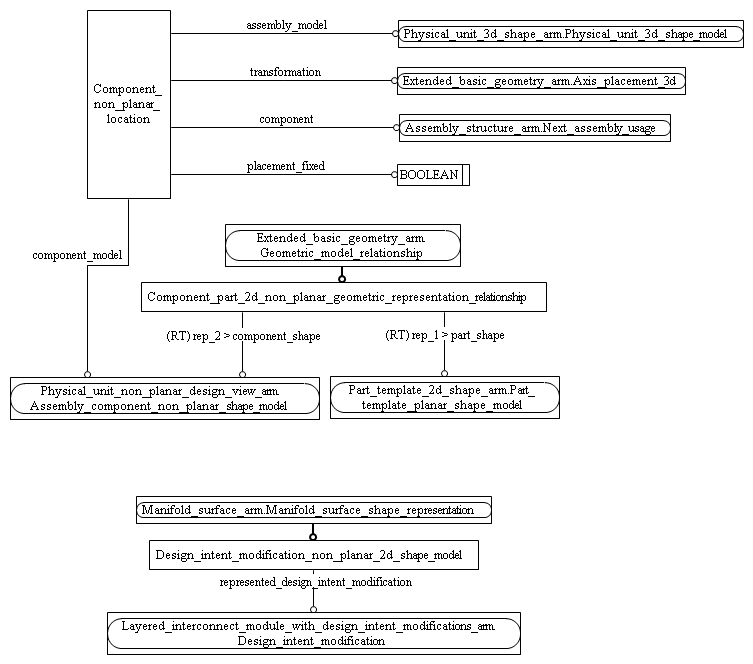 assembly_model
Physical_unit_3d_shape_arm.Physical_unit_3d_shape_model
transformation
Extended_basic_geometry_arm.Axis_placement_3d
Component_
non_planar_
location
component
Assembly_structure_arm.Next_assembly_usage
placement_fixed
BOOLEAN
component_model
Extended_basic_geometry_arm.
Geometric_model_relationship
Component_part_2d_non_planar_geometric_representation_relationship
(RT) rep_2 > component_shape
(RT) rep_1 > part_shape
Physical_unit_non_planar_design_view_arm.
Assembly_component_non_planar_shape_model
Part_template_2d_shape_arm.Part_
template_planar_shape_model
Manifold_surface_arm.Manifold_surface_shape_representation
Design_intent_modification_non_planar_2d_shape_model
represented_design_intent_modification
Layered_interconnect_module_with_design_intent_modifications_arm.
Design_intent_modification